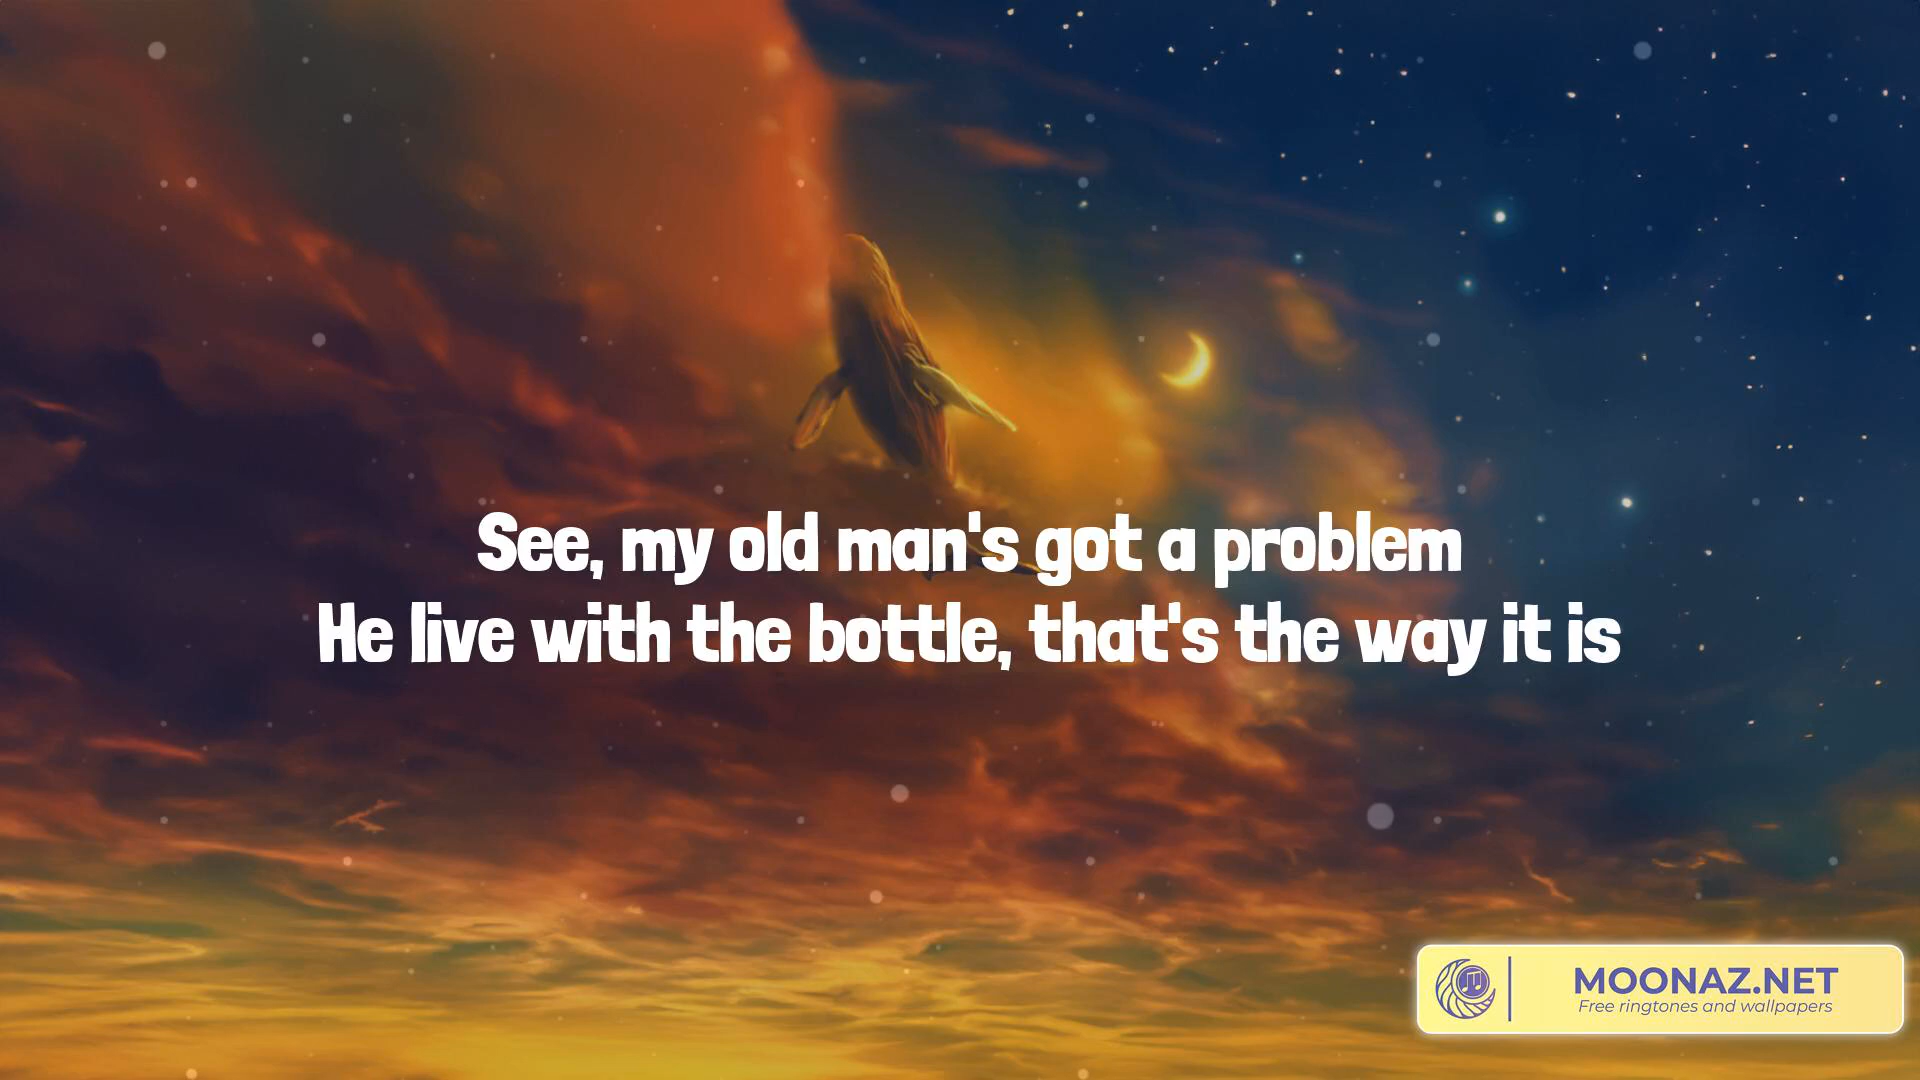 See, my old man's got a problem
He live with the bottle, that's the way it is
MOONAZ.NET
Free ringtones and wallpapers